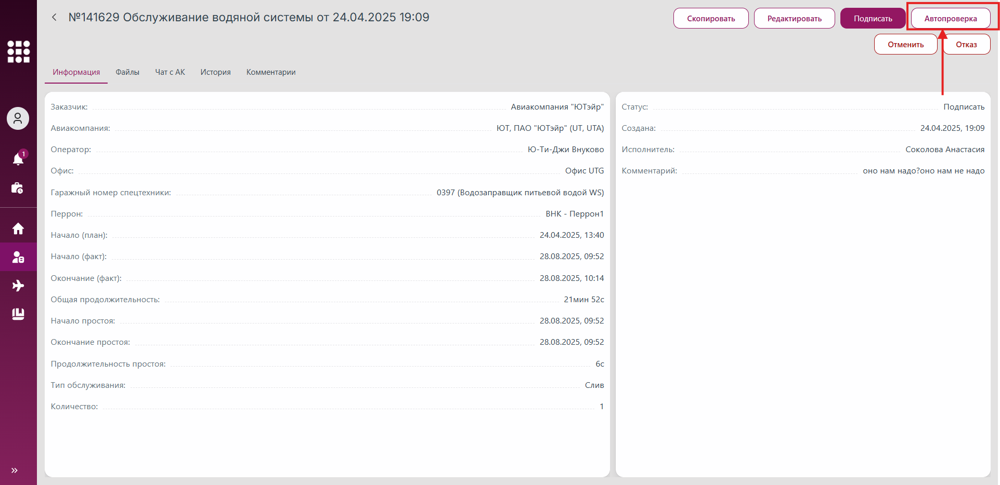 №141629 Обслуживание водяной системы от 24.04.2025 19:09
Скопировать
Редактировать
Подписать
Автопроверка
Отменить
Отказ
1
Информация
Файлы
Чат с АК
История
Комментарии
Заказчик: Авиакомпания "ЮТэйр"
Авиакомпания: ЮТ, ПАО "ЮТэйр" (UT, UTA)
Оператор: Ю-Ти-Джи Внуково
Офис: Офис UTG
Гаражный номер спецтехники: 0397 (Водозаправщик питьевой водой WS)
Перрон: ВНК - Перрон1
Начало (план): 24.04.2025, 13:40
Начало (факт): 28.08.2025, 09:52
Окончание (факт): 28.08.2025, 10:14
Общая продолжительность: 21мин 52с
Начало простоя: 28.08.2025, 09:52
Окончание простоя: 28.08.2025, 09:52
Продолжительность простоя: 6с
Тип обслуживания: Слив
Количество: 1
Статус: Подписать
Создана: 24.04.2025, 19:09
Исполнитель: Соколова Анастасия
Комментарий: оно нам надо?оно нам не надо